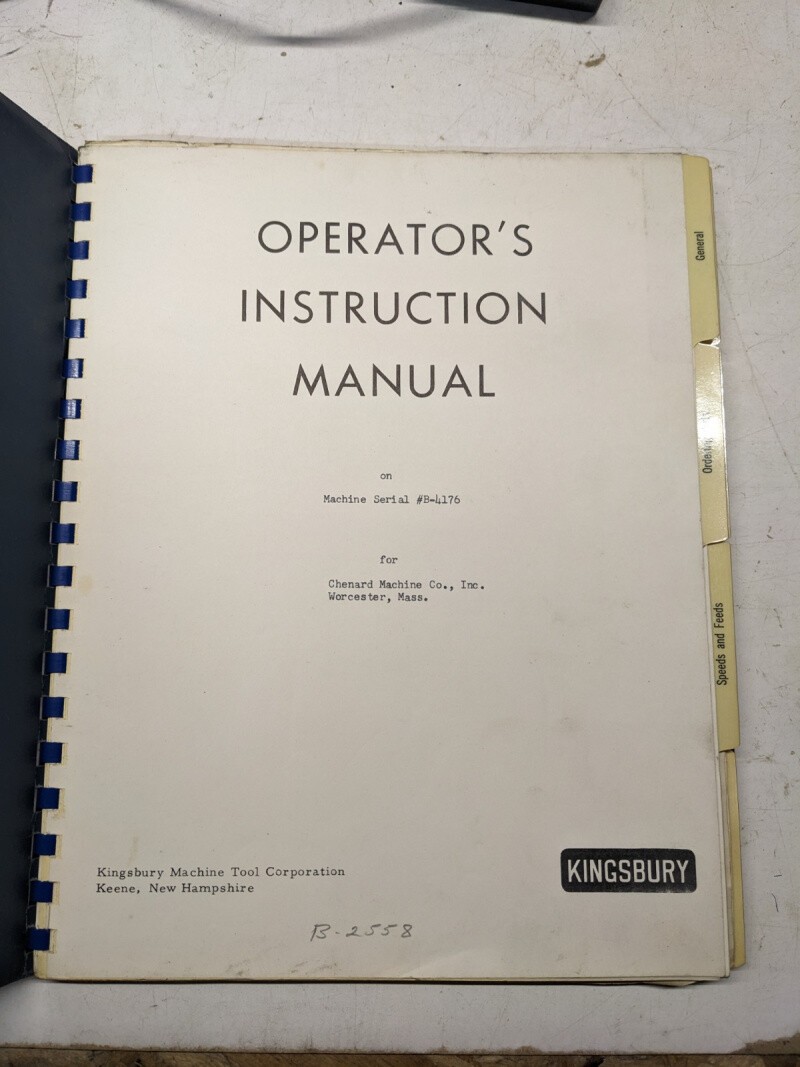 OPERATOR'S
INSTRUCTION
MANUAL
on
Machine Serial #B-4176
for
Chenard Machine Co., Inc.
Worcester, Mass.
Kingsbury Machine Tool Corporation
Keene, New Hampshire
KINGSBURY
B-2558
General
Ordering
Speeds and Feeds